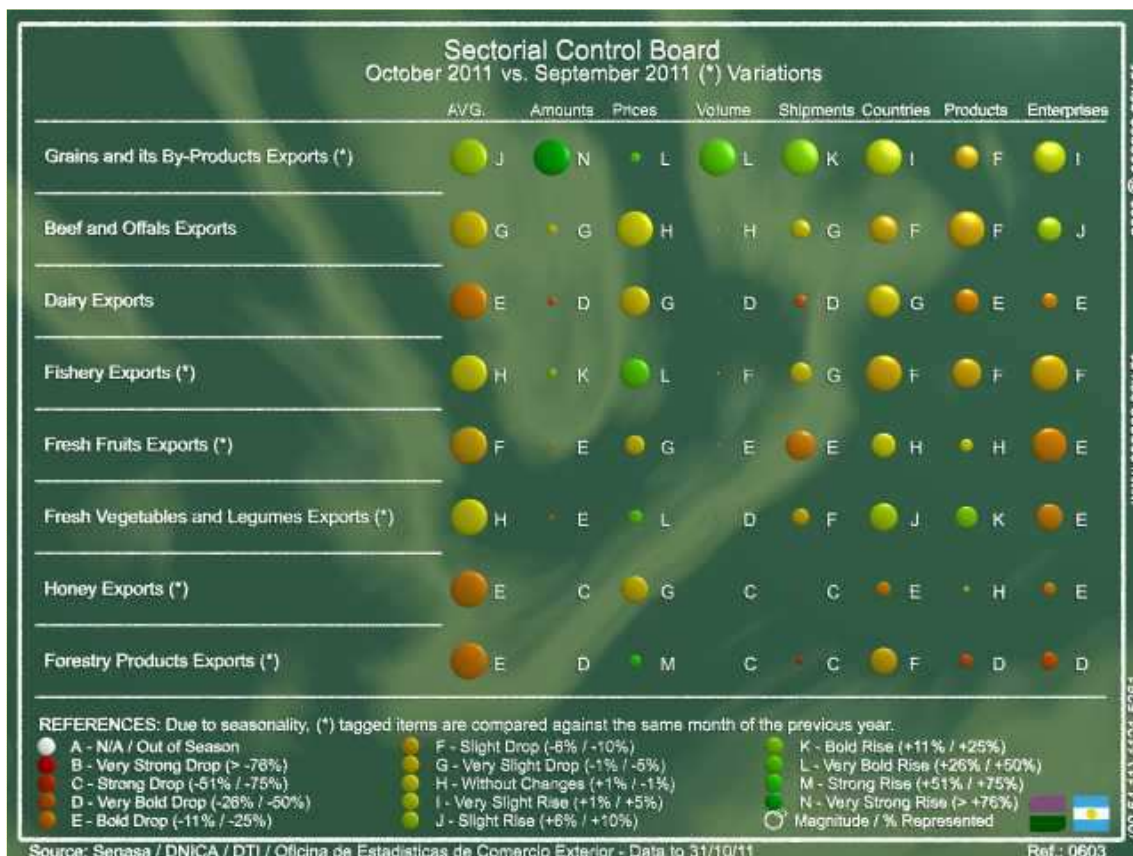 Sectorial Control Board
October 2011 vs. September 2011 (*) Variations
AVG. Amounts Prices Volume Shipments Countries Products Enterprises
Grains and its By-Products Exports (*) J N L L K I F I
Beef and Offals Exports G G H H G F F J
Dairy Exports E D G D D G E E
Fishery Exports (*) H K L F G F F F
Fresh Fruits Exports (*) F E G E E H H E
Fresh Vegetables and Legumes Exports (*) H E L D F J K E
Honey Exports (*) E C G C C E H E
Forestry Products Exports (*) E D M C C F D D
REFERENCES: Due to seasonality, (*) tagged items are compared against the same month of the previous year.
A - N/A / Out of Season
B - Very Strong Drop (> -76%)
C - Strong Drop (-51% / -75%)
D - Very Bold Drop (-26% / -50%)
E - Bold Drop (-11% / -25%)
F - Slight Drop (-6% / -10%)
G - Very Slight Drop (-1% / -5%)
H - Without Changes (+1% / -1%)
I - Very Slight Rise (+1% / +5%)
J - Slight Rise (+6% / +10%)
K - Bold Rise (+11% / +25%)
L - Very Bold Rise (+26% / +50%)
M - Strong Rise (+51% / +75%)
N - Very Strong Rise (> +76%)
Magnitude / % Represented
Source: Senasa / DNICA / DTI / Oficina de Estadísticas de Comercio Exterior - Data to 31/10/11 Ref.: 0603